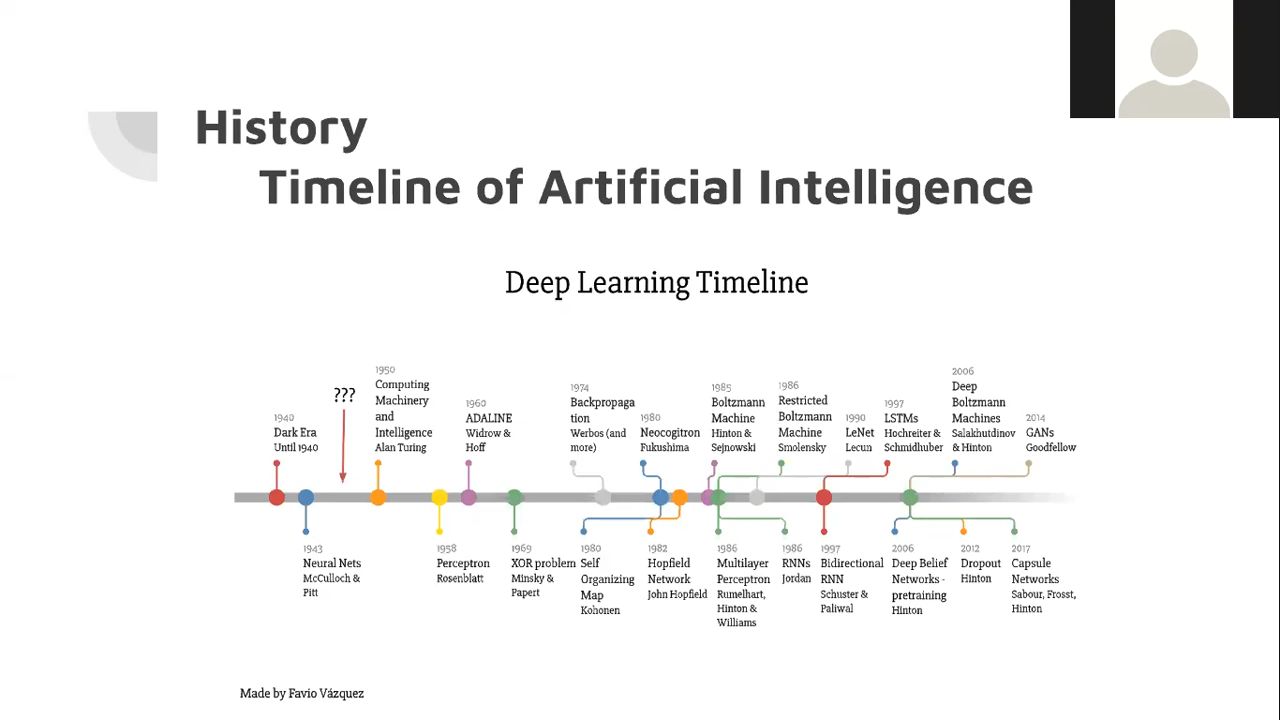 History
Timeline of Artificial Intelligence
Deep Learning Timeline
???
1940
Dark Era
Until 1940
1950
Computing
Machinery
and
Intelligence
Alan Turing
1960
ADALINE
Widrow &
Hoff
1974
Backpropaga
tion
Werbos (and
more)
1980
Neocogitron
Fukushima
1985
Boltzmann
Machine
Hinton &
Sejnowski
1986
Restricted
Boltzmann
Machine
Smolensky
1990
LeNet
Lecun
1997
LSTMs
Hochreiter &
Schmidhuber
2006
Deep
Boltzmann
Machines
Salakhutdinov
& Hinton
2014
GANs
Goodfellow
1943
Neural Nets
McCulloch &
Pitt
1958
Perceptron
Rosenblatt
1969
XOR problem
Minsky &
Papert
1980
Self
Organizing
Map
Kohonen
1982
Hopfield
Network
John Hopfield
1986
Multilayer
Perceptron
Rumelhart,
Hinton &
Williams
1986
RNNs
Jordan
1997
Bidirectional
RNN
Schuster &
Paliwal
2006
Deep Belief
Networks -
pretraining
Hinton
2012
Dropout
Hinton
2017
Capsule
Networks
Sabour, Frosst,
Hinton
Made by Favio Vázquez